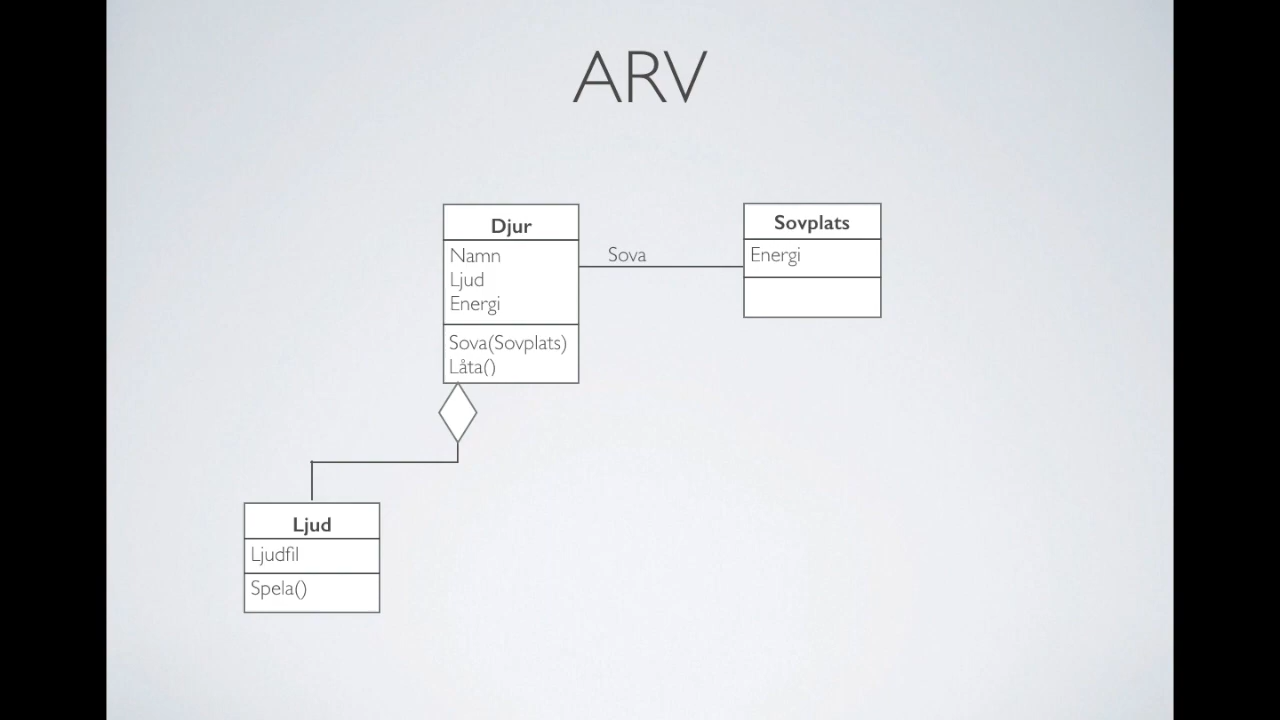 ARV
Djur
Namn
Ljud
Energi
Sova(Sovplats)
Låta()
Sova
Sovplats
Energi
Ljud
Ljudfil
Spela()